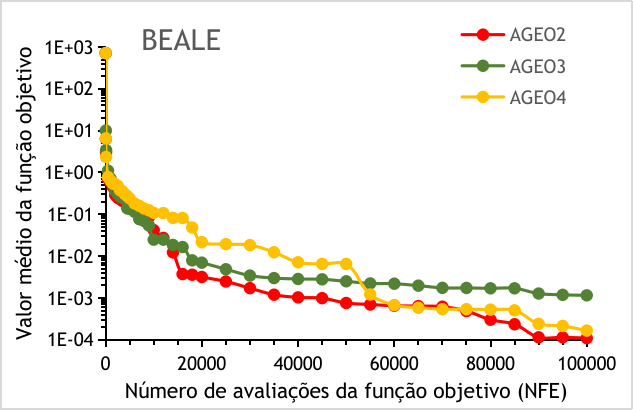 BEALE
AGEO2
AGEO3
AGEO4
Valor médio da função objetivo
1E+03
1E+02
1E+01
1E+00
1E-01
1E-02
1E-03
1E-04
0 20000 40000 60000 80000 100000
Número de avaliações da função objetivo (NFE)